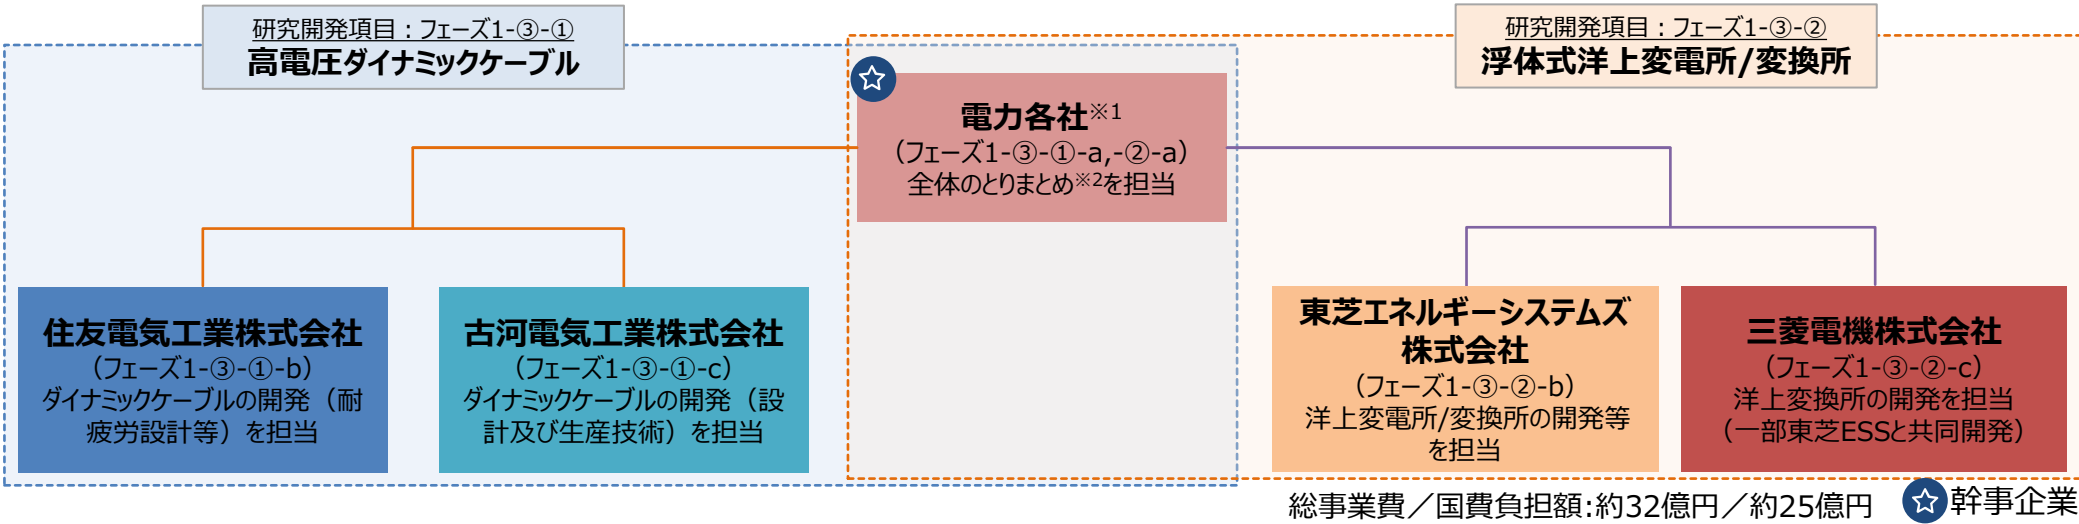 研究開発項目：フェーズ1-③-①
高電圧ダイナミックケーブル
研究開発項目：フェーズ1-③-②
浮体式洋上変電所/変換所
電力各社※1
（フェーズ1-③-①-a,-②-a）
全体のとりまとめ※2を担当
住友電気工業株式会社
（フェーズ1-③-①-b）
ダイナミックケーブルの開発（耐
疲労設計等）を担当
古河電気工業株式会社
（フェーズ1-③-①-c）
ダイナミックケーブルの開発（設
計及び生産技術）を担当
東芝エネルギーシステムズ
株式会社
（フェーズ1-③-②-b）
洋上変電所/変換所の開発等
を担当
三菱電機株式会社
（フェーズ1-③-②-c）
洋上変換所の開発を担当
（一部東芝ESSと共同開発）
総事業費／国費負担額:約32億円／約25億円
幹事企業